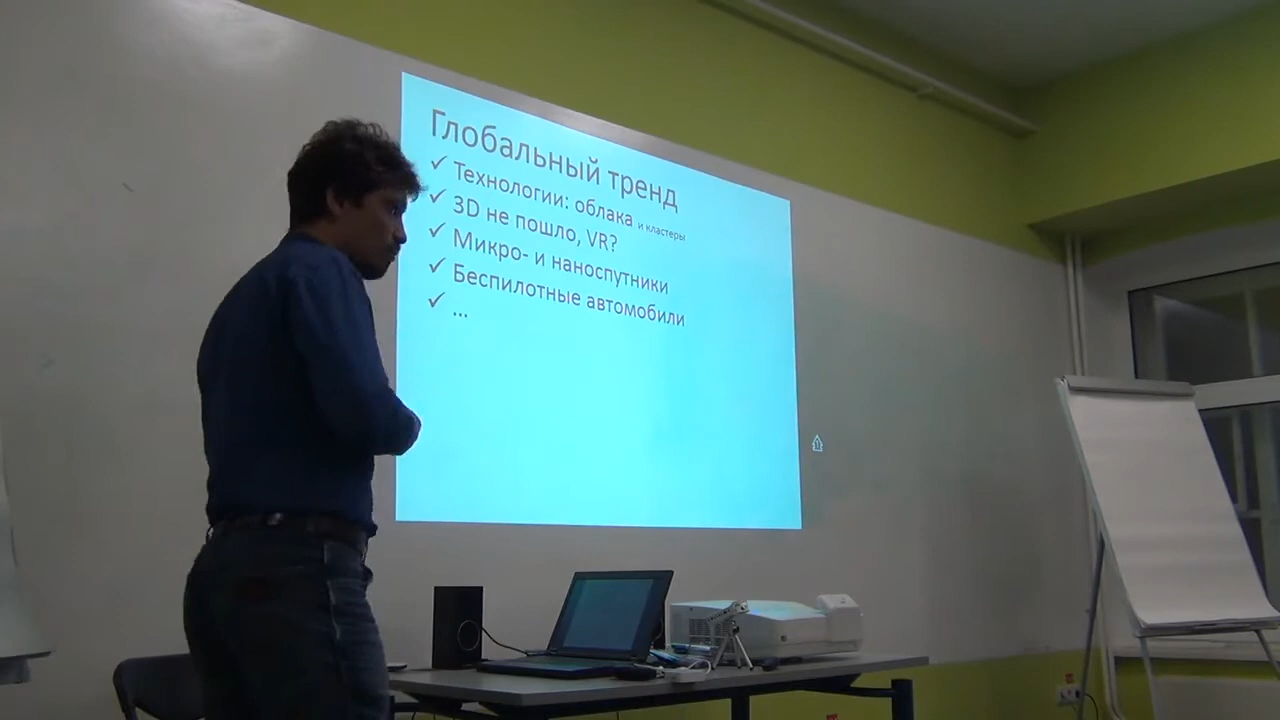 Глобальный тренд
✓ Технологии: облака и кластеры
✓ 3D не пошло, VR?
✓ Микро- и наноспутники
✓ Беспилотные автомобили
✓ ...